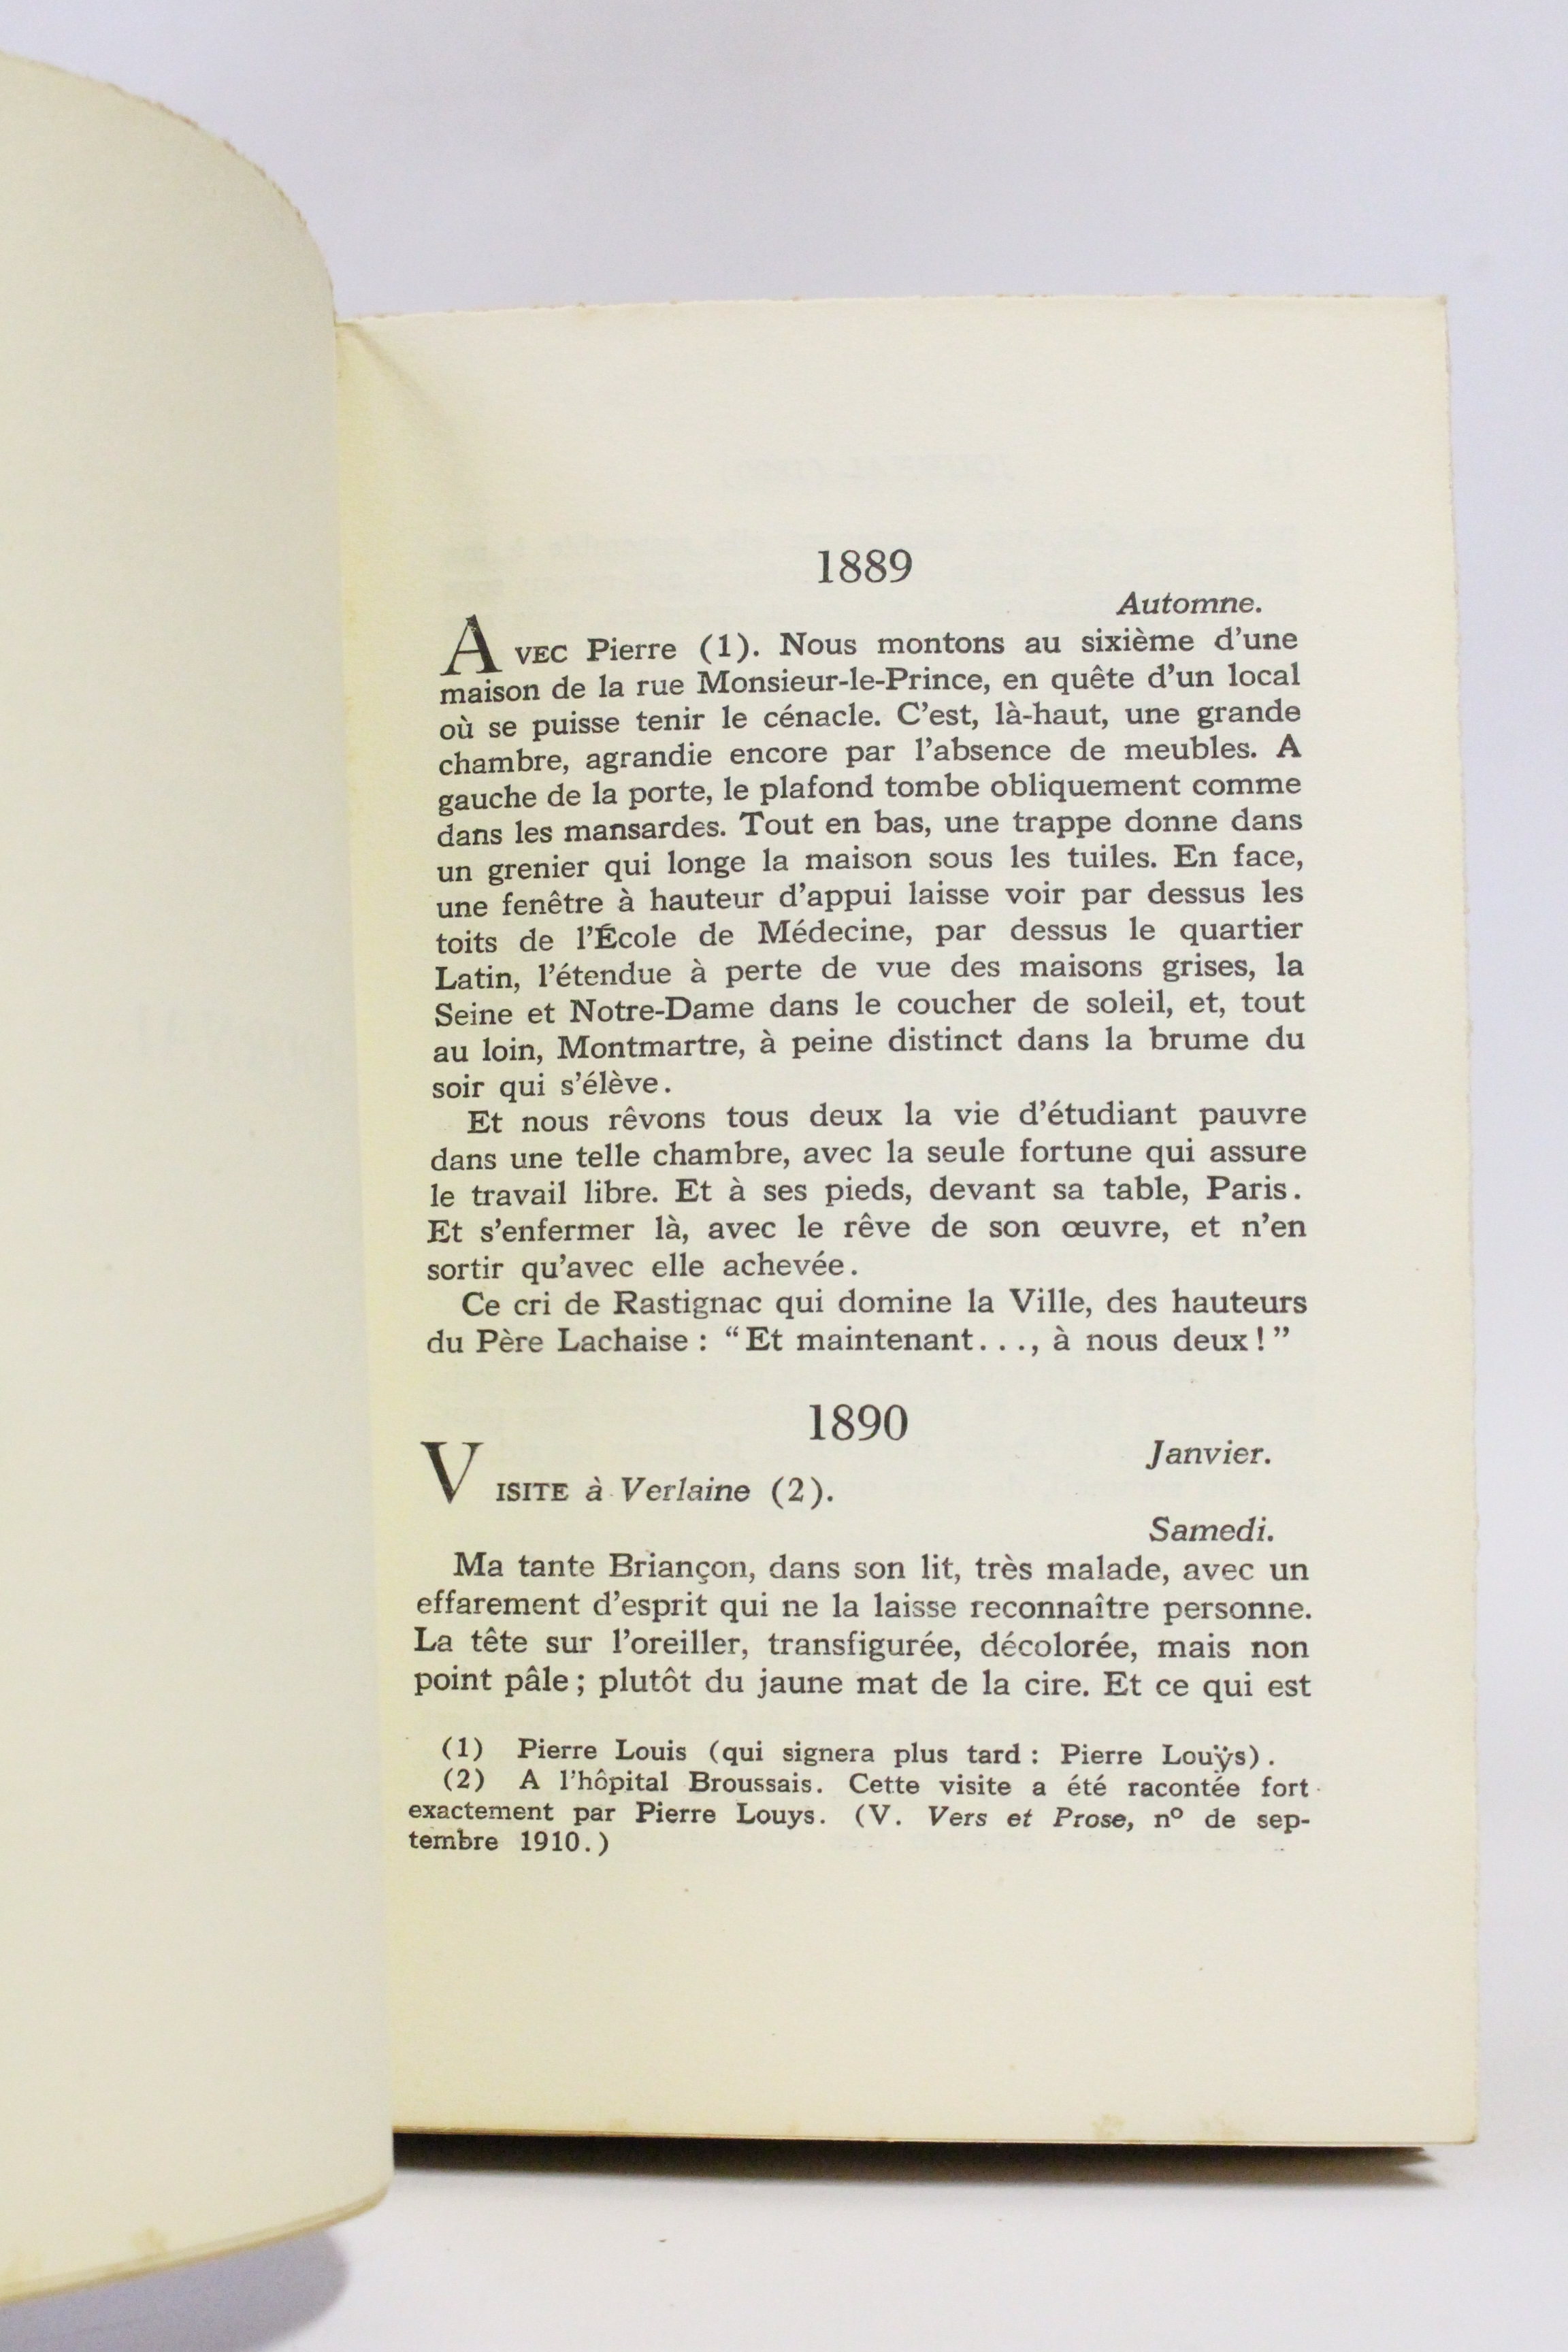 1889
Automne.
AVEC Pierre (1). Nous montons au sixième d'une
maison de la rue Monsieur-le-Prince, en quête d'un local
où se puisse tenir le cénacle. C'est, là-haut, une grande
chambre, agrandie encore par l'absence de meubles. A
gauche de la porte, le plafond tombe obliquement comme
dans les mansardes. Tout en bas, une trappe donne dans
un grenier qui longe la maison sous les tuiles. En face,
une fenêtre à hauteur d'appui laisse voir par dessus les
toits de l'École de Médecine, par dessus le quartier
Latin, l'étendue à perte de vue des maisons grises, la
Seine et Notre-Dame dans le coucher de soleil, et, tout
au loin, Montmartre, à peine distinct dans la brume du
soir qui s'élève.
Et nous rêvons tous deux la vie d'étudiant pauvre
dans une telle chambre, avec la seule fortune qui assure
le travail libre. Et à ses pieds, devant sa table, Paris.
Et s'enfermer là, avec le rêve de son œuvre, et n'en
sortir qu'avec elle achevée.
Ce cri de Rastignac qui domine la Ville, des hauteurs
du Père Lachaise : “Et maintenant..., à nous deux !”
1890
Janvier.
VISITE à Verlaine (2).
Samedi.
Ma tante Briançon, dans son lit, très malade, avec un
effarement d'esprit qui ne la laisse reconnaître personne.
La tête sur l'oreiller, transfigurée, décolorée, mais non
point pâle ; plutôt du jaune mat de la cire. Et ce qui est
(1) Pierre Louis (qui signera plus tard : Pierre Louÿs).
(2) A l'hôpital Broussais. Cette visite a été racontée fort
exactement par Pierre Louys. (V. Vers et Prose, nº de sep-
tembre 1910.)